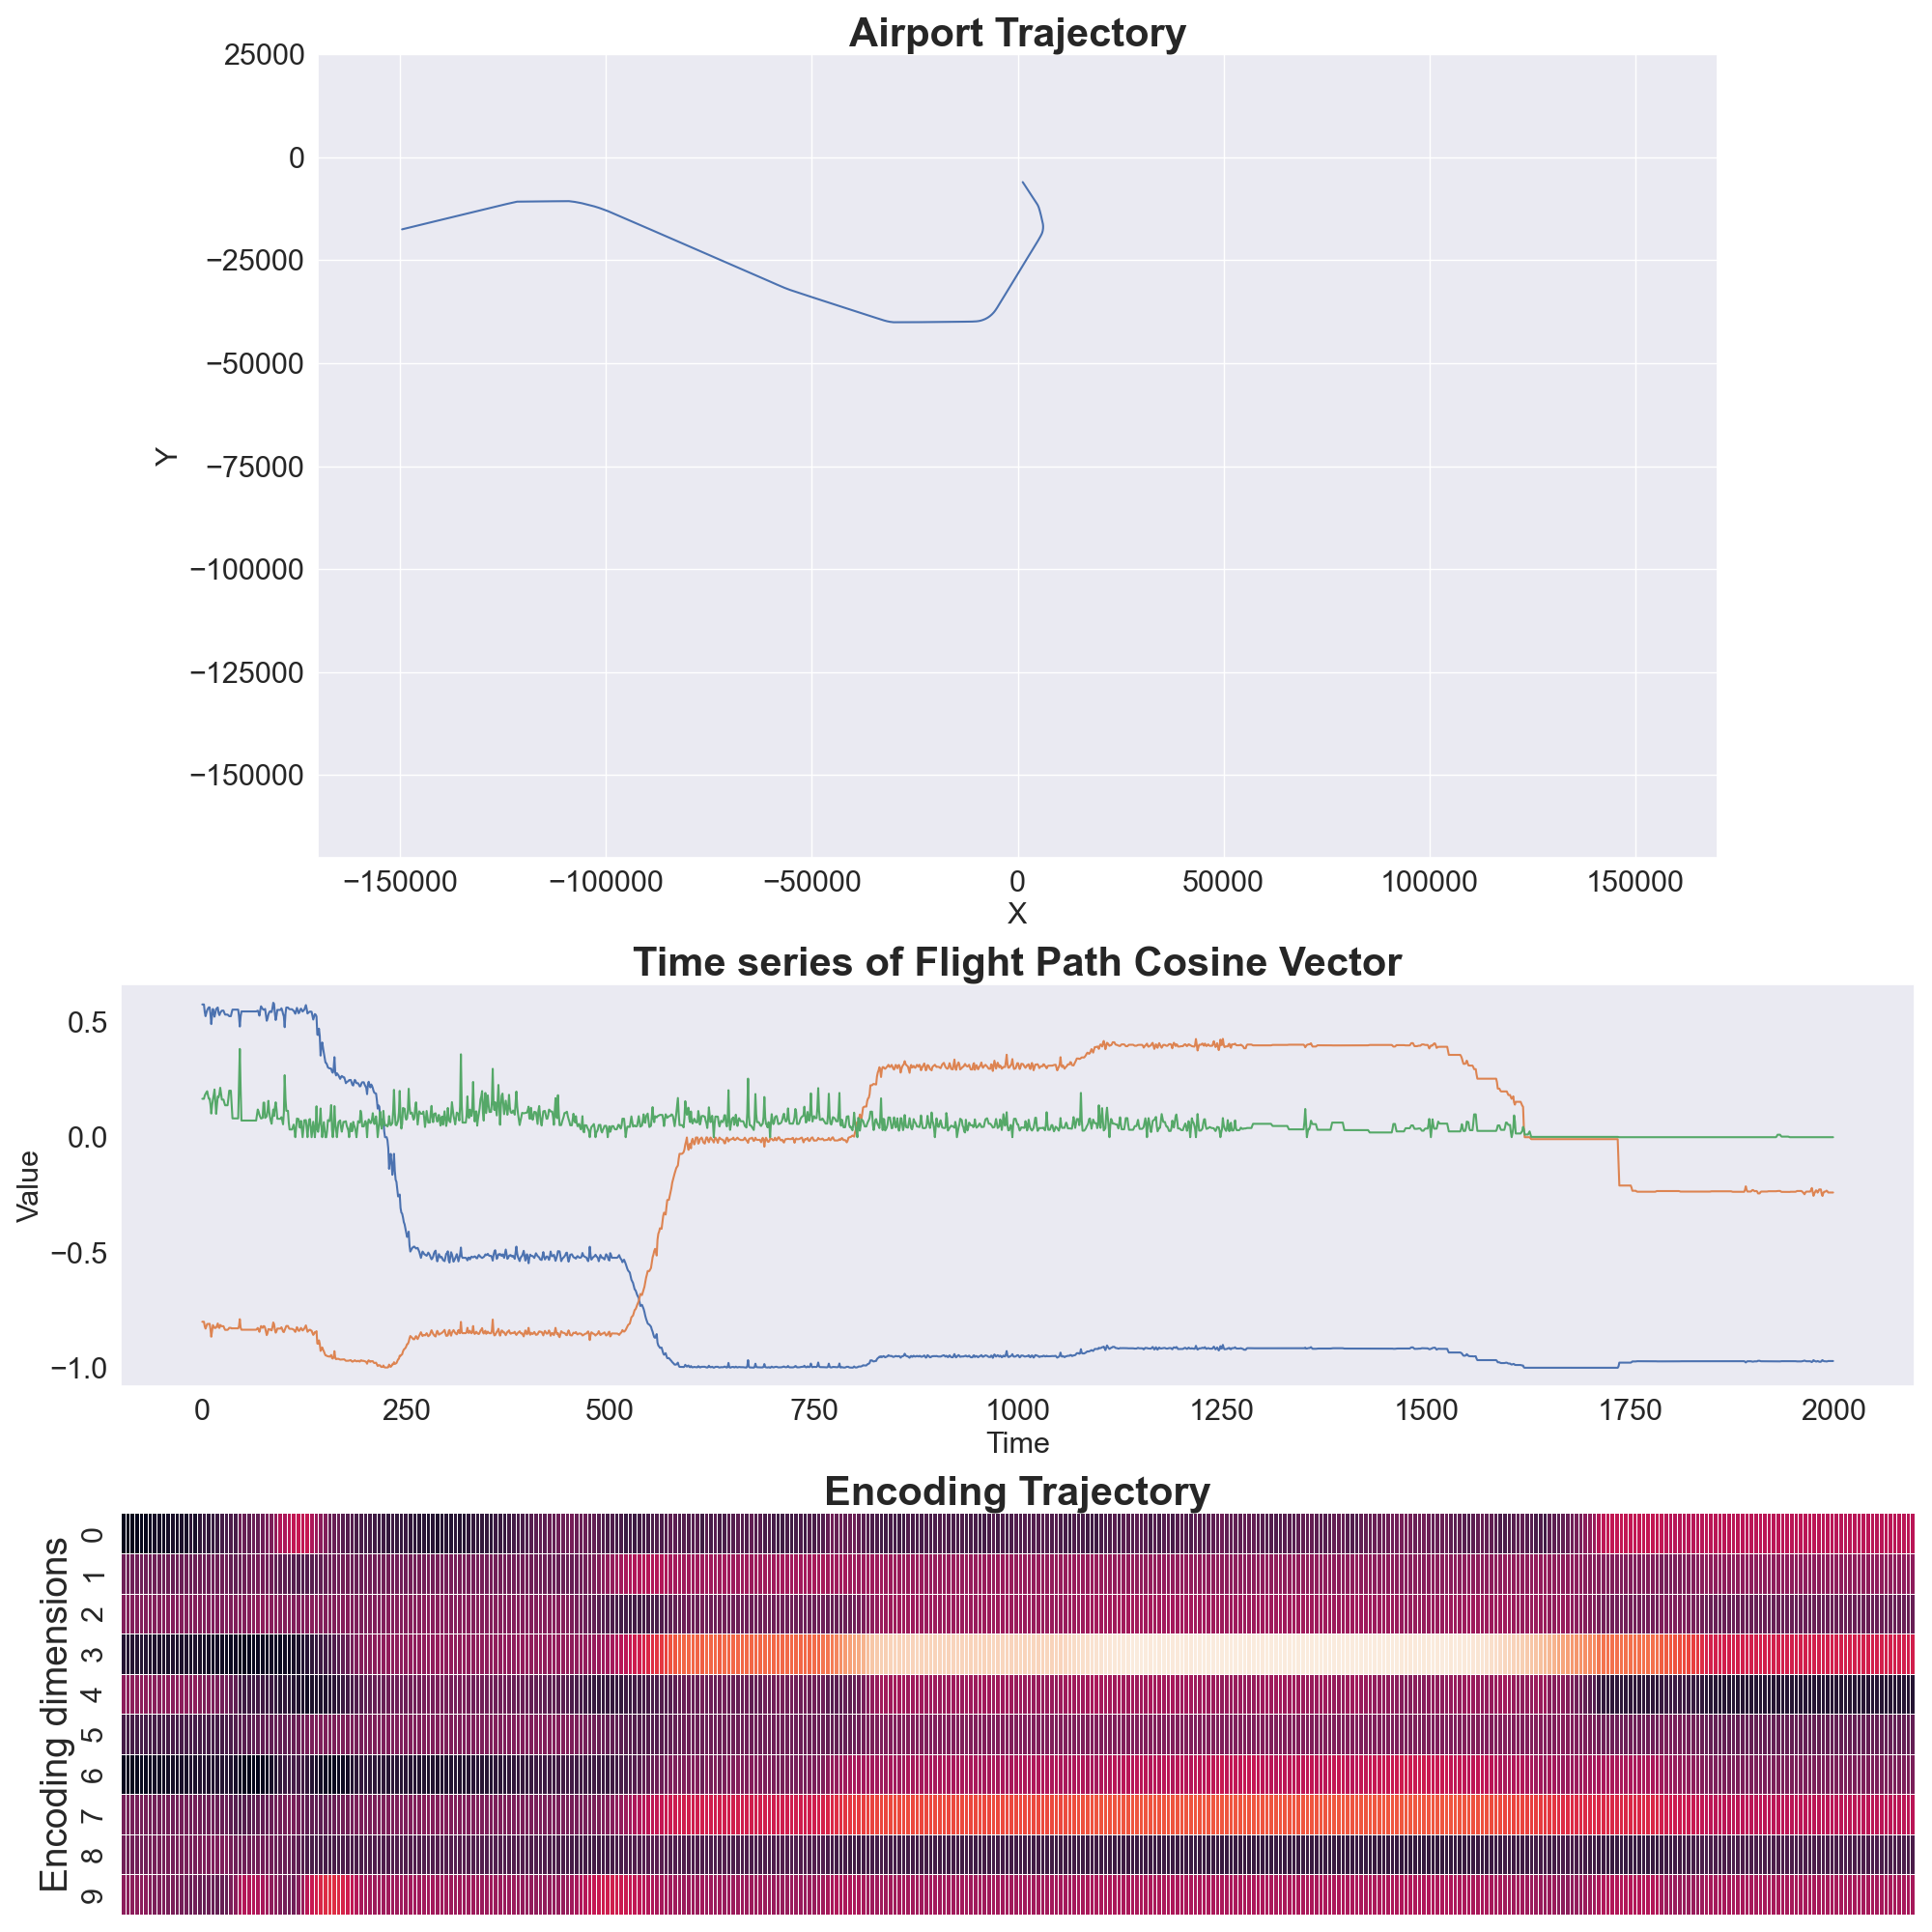 Airport Trajectory
25000
0
−25000
−50000
−75000
−100000
−125000
−150000
Y
−150000 −100000 −50000 0 50000 100000 150000
X
Time series of Flight Path Cosine Vector
0.5
0.0
−0.5
−1.0
Value
0 250 500 750 1000 1250 1500 1750 2000
Time
Encoding Trajectory
0
1
2
3
4
5
6
7
8
9
Encoding dimensions